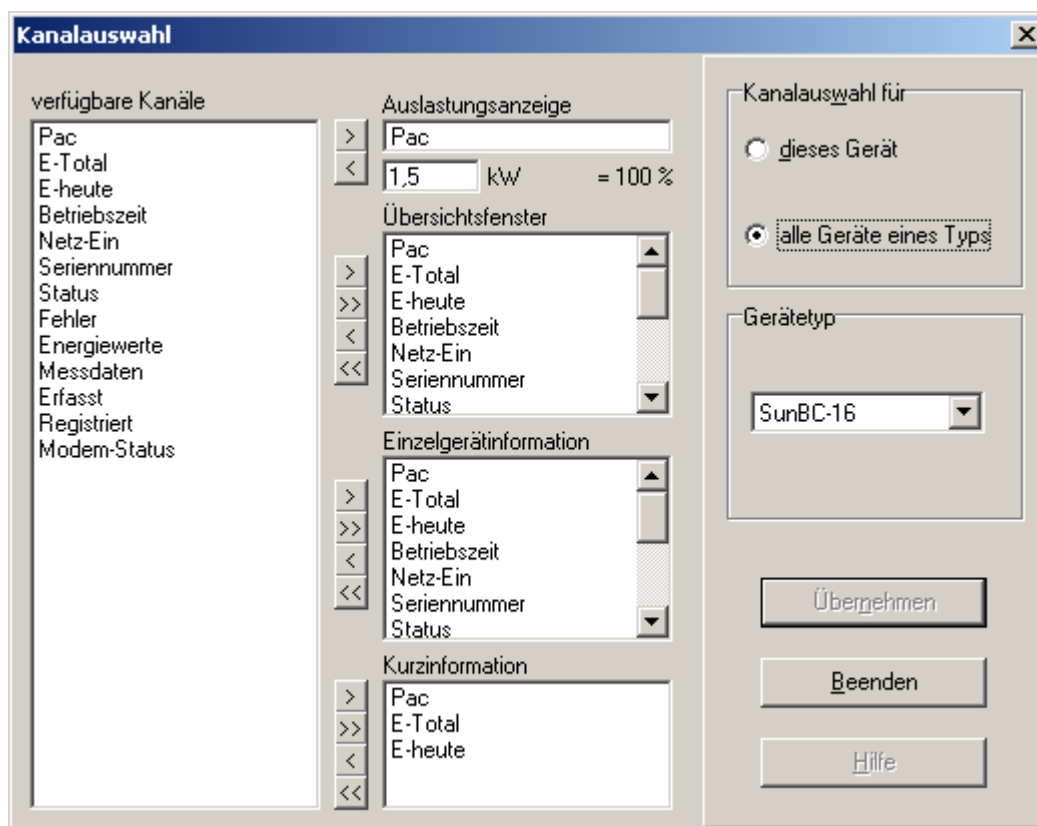 Kanalauswahl
verfügbare Kanäle
Pac
E-Total
E-heute
Betriebszeit
Netz-Ein
Seriennummer
Status
Fehler
Energiewerte
Messdaten
Erfasst
Registriert
Modem-Status
Auslastungsanzeige
>
<
Pac
1,5 kW = 100 %
Übersichtsfenster
>
>>
<
<<
Pac
E-Total
E-heute
Betriebszeit
Netz-Ein
Seriennummer
Status
Einzelgerätinformation
>
>>
<
<<
Pac
E-Total
E-heute
Betriebszeit
Netz-Ein
Seriennummer
Status
Kurzinformation
>
>>
<
<<
Pac
E-Total
E-heute
Kanalauswahl für
dieses Gerät
alle Geräte eines Typs
Gerätetyp
SunBC-16
Übernehmen
Beenden
Hilfe